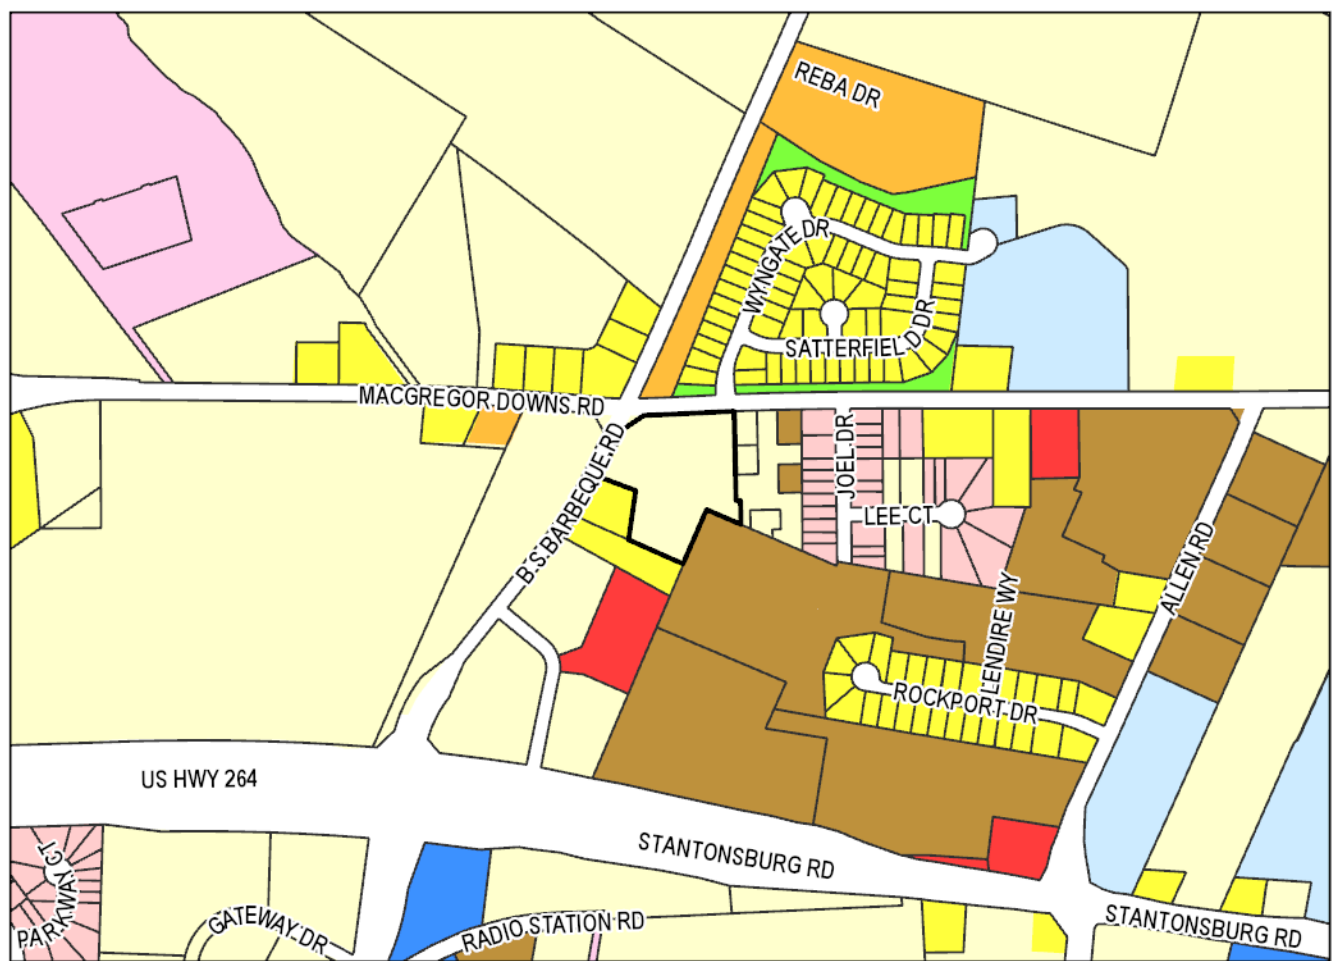 REBA DR
WYNGATE DR
SATTERFIEL D DR
MACGREGOR DOWNS RD
B.S.BARBEQUE RD
JOEL DR
LEE CT
ALLEN RD
LENDIRE WY
ROCKPORT DR
US HWY 264
STANTONSBURG RD
PARKWAY CT
GATEWAY DR
RADIO STATION RD
STANTONSBURG RD